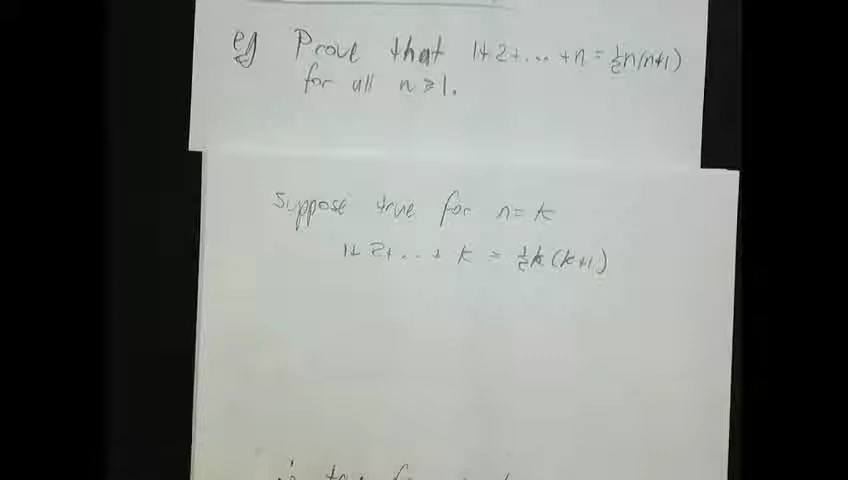 eg Prove that 1+2+...+n = ½n(n+1)
for all n ≥ 1.
Suppose true for n = k
1+2+...+ k = ½k(k+1)